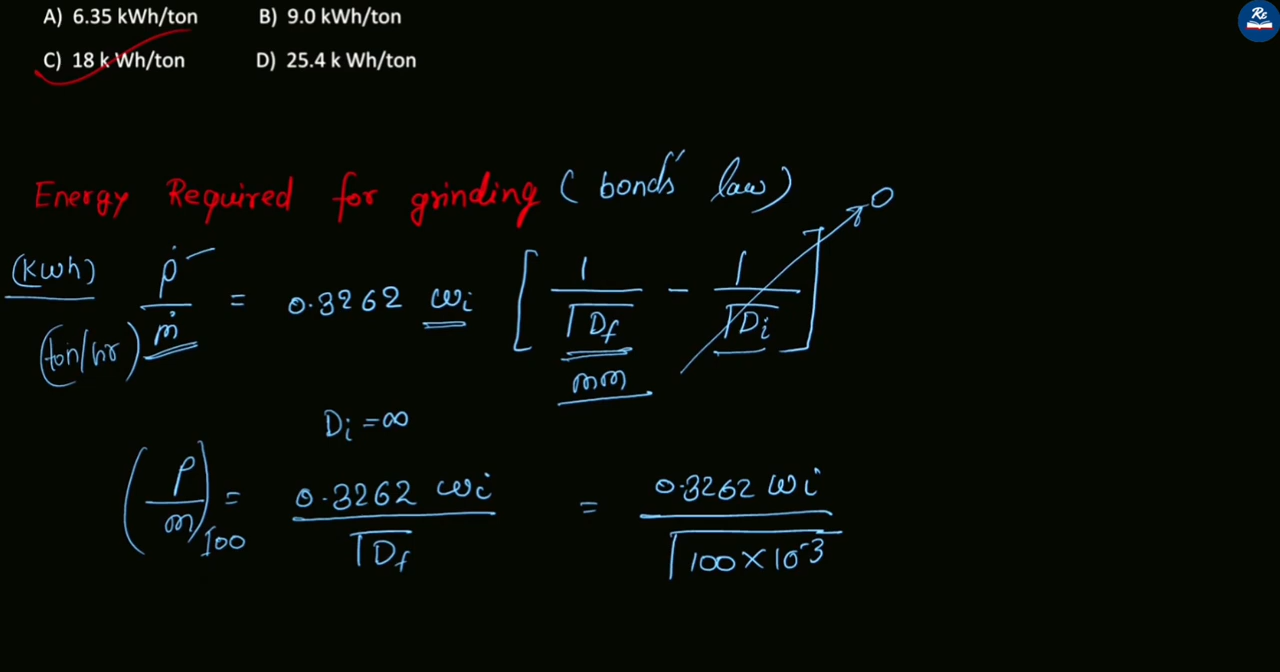 Re
A) 6.35 kWh/ton B) 9.0 kWh/ton
C) 18 k Wh/ton D) 25.4 k Wh/ton
Energy Required for grinding (bonds' law)
(kwh) / (ton/hr) Ṗ/ṁ = 0.3262 wi [ 1/√Df - 1/√Di ] → 0
mm
Di = ∞
(P/m)100 = 0.3262 wi / √Df = 0.3262 wi / √100×10⁻³